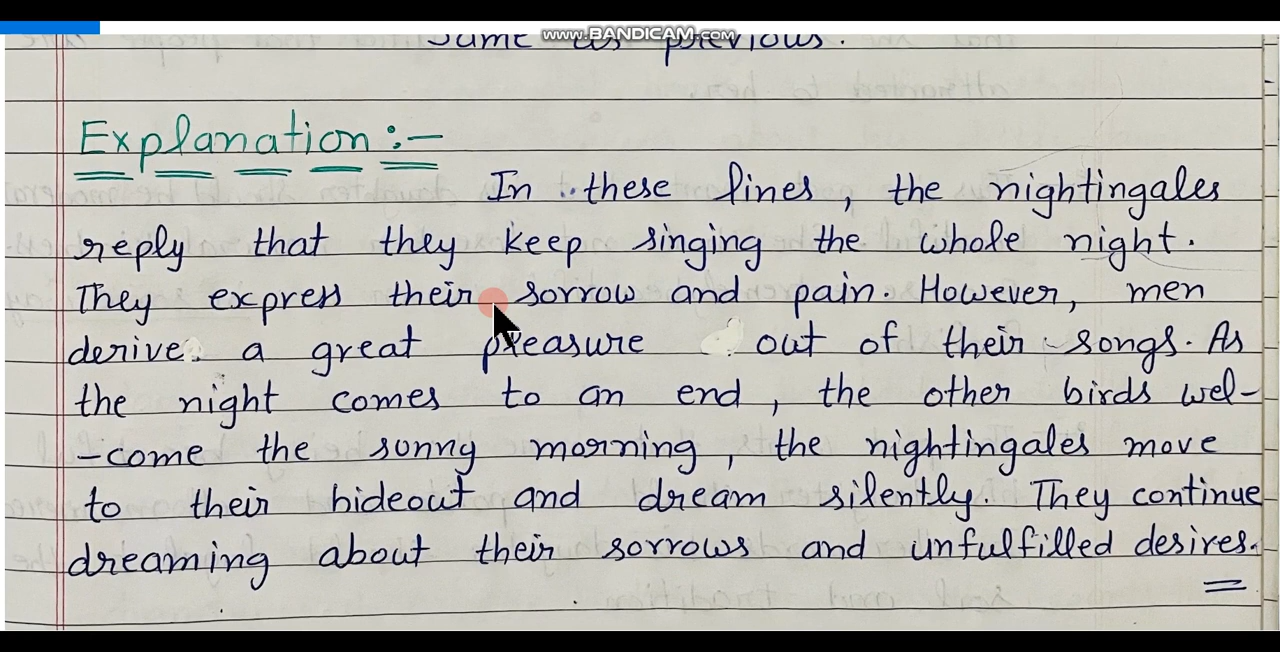 www.BANDICAM.com
same as previous.
Explanation :-
In these lines, the nightingales
reply that they keep singing the whole night.
They express their sorrow and pain. However, men
derive a great pleasure out of their songs. As
the night comes to an end, the other birds wel-
-come the sonny morning, the nightingales move
to their hideout and dream silently. They continue
dreaming about their sorrows and unfulfilled desires.